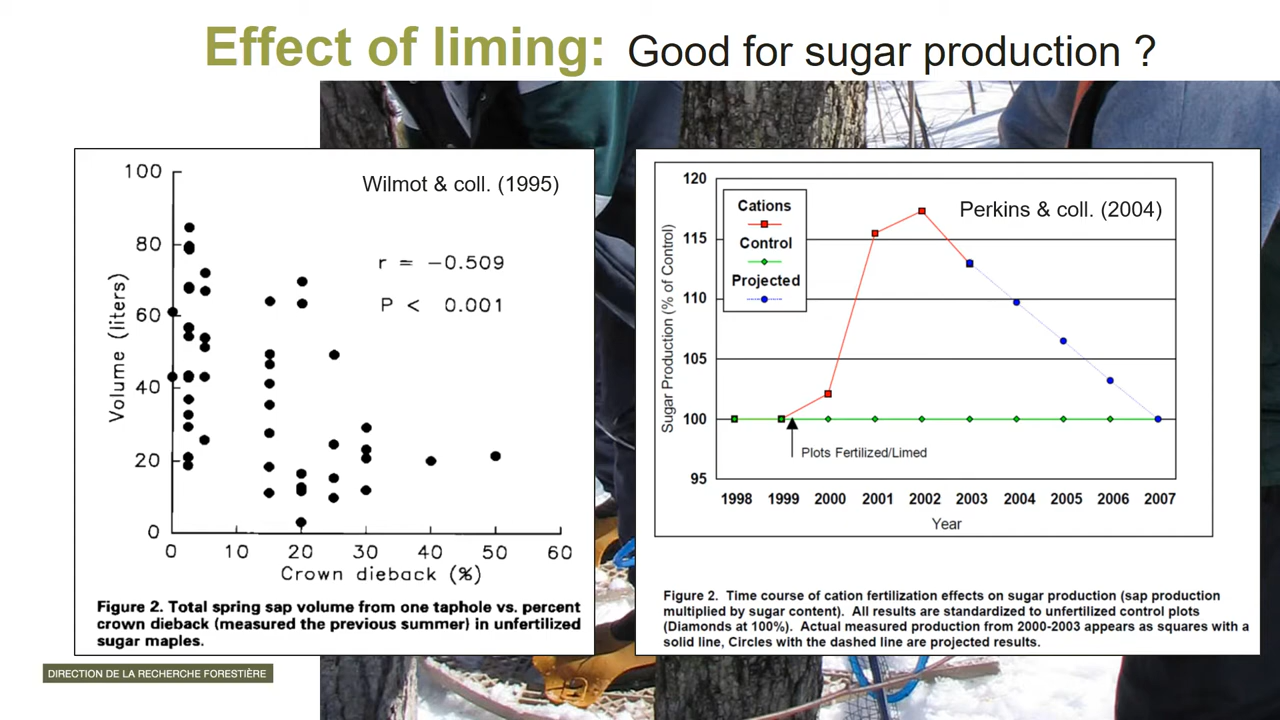 Effect of liming: Good for sugar production ?
Wilmot & coll. (1995)
r = -0.509
P < 0.001
Volume (liters)
100
80
60
40
20
0
0 10 20 30 40 50 60
Crown dieback (%)
Figure 2. Total spring sap volume from one taphole vs. percent
crown dieback (measured the previous summer) in unfertilized
sugar maples.
Perkins & coll. (2004)
Cations
Control
Projected
Sugar Production (% of Control)
120
115
110
105
100
95
Plots Fertilized/Limed
1998 1999 2000 2001 2002 2003 2004 2005 2006 2007
Year
Figure 2. Time course of cation fertilization effects on sugar production (sap production
multiplied by sugar content). All results are standardized to unfertilized control plots
(Diamonds at 100%). Actual measured production from 2000-2003 appears as squares with a
solid line, Circles with the dashed line are projected results.
DIRECTION DE LA RECHERCHE FORESTIÈRE